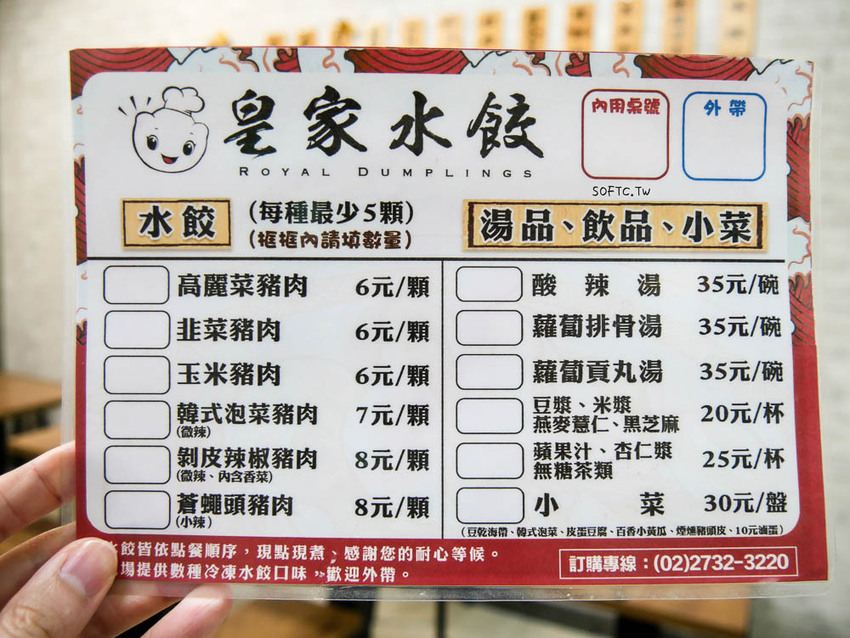 皇家水餃
ROYAL DUMPLINGS
內用桌號
外帶
SOFTC.TW
水餃
(每種最少5顆)
(框框內請填數量)
湯品、飲品、小菜
高麗菜豬肉 6元/顆
韭菜豬肉 6元/顆
玉米豬肉 6元/顆
韓式泡菜豬肉 7元/顆
(微辣)
剝皮辣椒豬肉 8元/顆
(微辣、內含香菜)
蒼蠅頭豬肉 8元/顆
(小辣)
酸辣湯 35元/碗
蘿蔔排骨湯 35元/碗
蘿蔔貢丸湯 35元/碗
豆漿、米漿
燕麥薏仁、黑芝麻 20元/杯
蘋果汁、杏仁漿
無糖茶類 25元/杯
小菜 30元/盤
(豆乾海帶、韓式泡菜、皮蛋豆腐、百香小黃瓜、煙燻豬頭皮、10元滷蛋)
水餃皆依點餐順序，現點現煮、感謝您的耐心等候。
場提供數種冷凍水餃口味，歡迎外帶。
訂購專線：(02)2732-3220